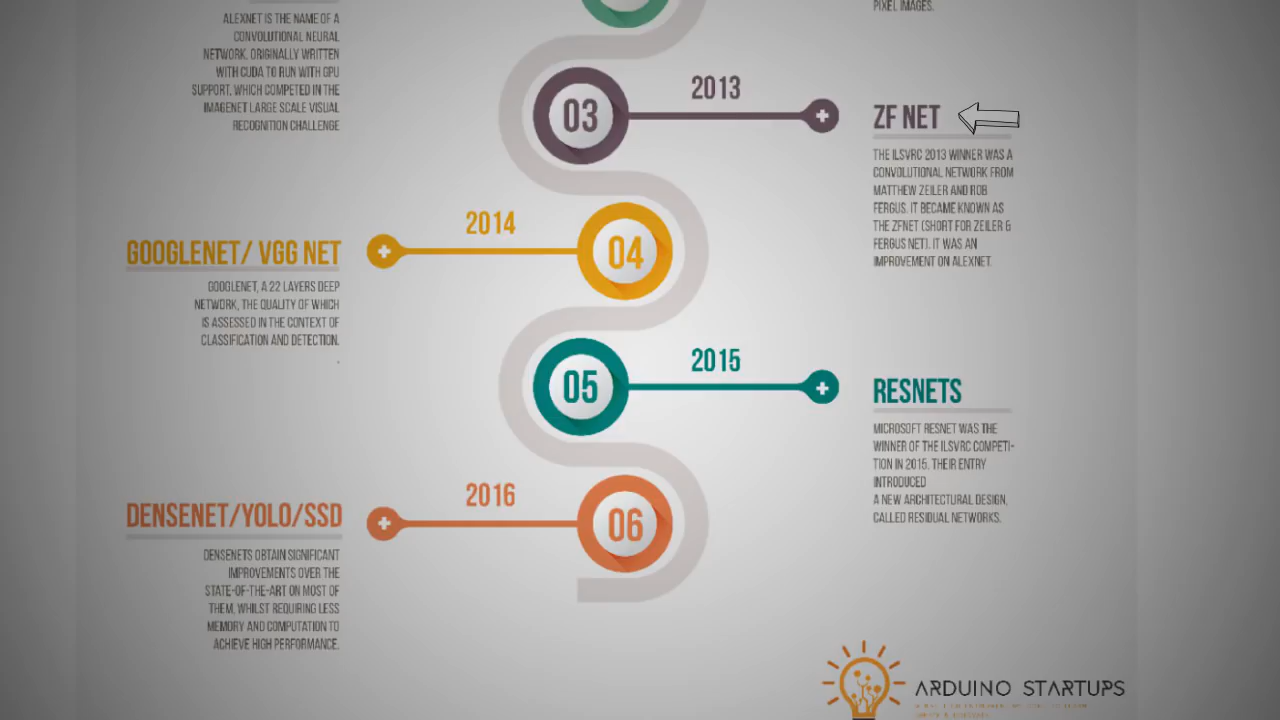 ALEXNET IS THE NAME OF A
CONVOLUTIONAL NEURAL
NETWORK, ORIGINALLY WRITTEN
WITH CUDA TO RUN WITH GPU
SUPPORT, WHICH COMPETED IN THE
IMAGENET LARGE SCALE VISUAL
RECOGNITION CHALLENGE
PIXEL IMAGES.
03
2013
ZF NET
THE ILSVRC 2013 WINNER WAS A
CONVOLUTIONAL NETWORK FROM
MATTHEW ZEILER AND ROB
FERGUS. IT BECAME KNOWN AS
THE ZFNET (SHORT FOR ZEILER &
FERGUS NET). IT WAS AN
IMPROVEMENT ON ALEXNET.
GOOGLENET/ VGG NET
2014
04
GOOGLENET, A 22 LAYERS DEEP
NETWORK, THE QUALITY OF WHICH
IS ASSESSED IN THE CONTEXT OF
CLASSIFICATION AND DETECTION.
.
05
2015
RESNETS
MICROSOFT RESNET WAS THE
WINNER OF THE ILSVRC COMPETI-
TION IN 2015. THEIR ENTRY
INTRODUCED
A NEW ARCHITECTURAL DESIGN,
CALLED RESIDUAL NETWORKS.
DENSENET/YOLO/SSD
2016
06
DENSENETS OBTAIN SIGNIFICANT
IMPROVEMENTS OVER THE
STATE-OF-THE-ART ON MOST OF
THEM, WHILST REQUIRING LESS
MEMORY AND COMPUTATION TO
ACHIEVE HIGH PERFORMANCE.
ARDUINO STARTUPS